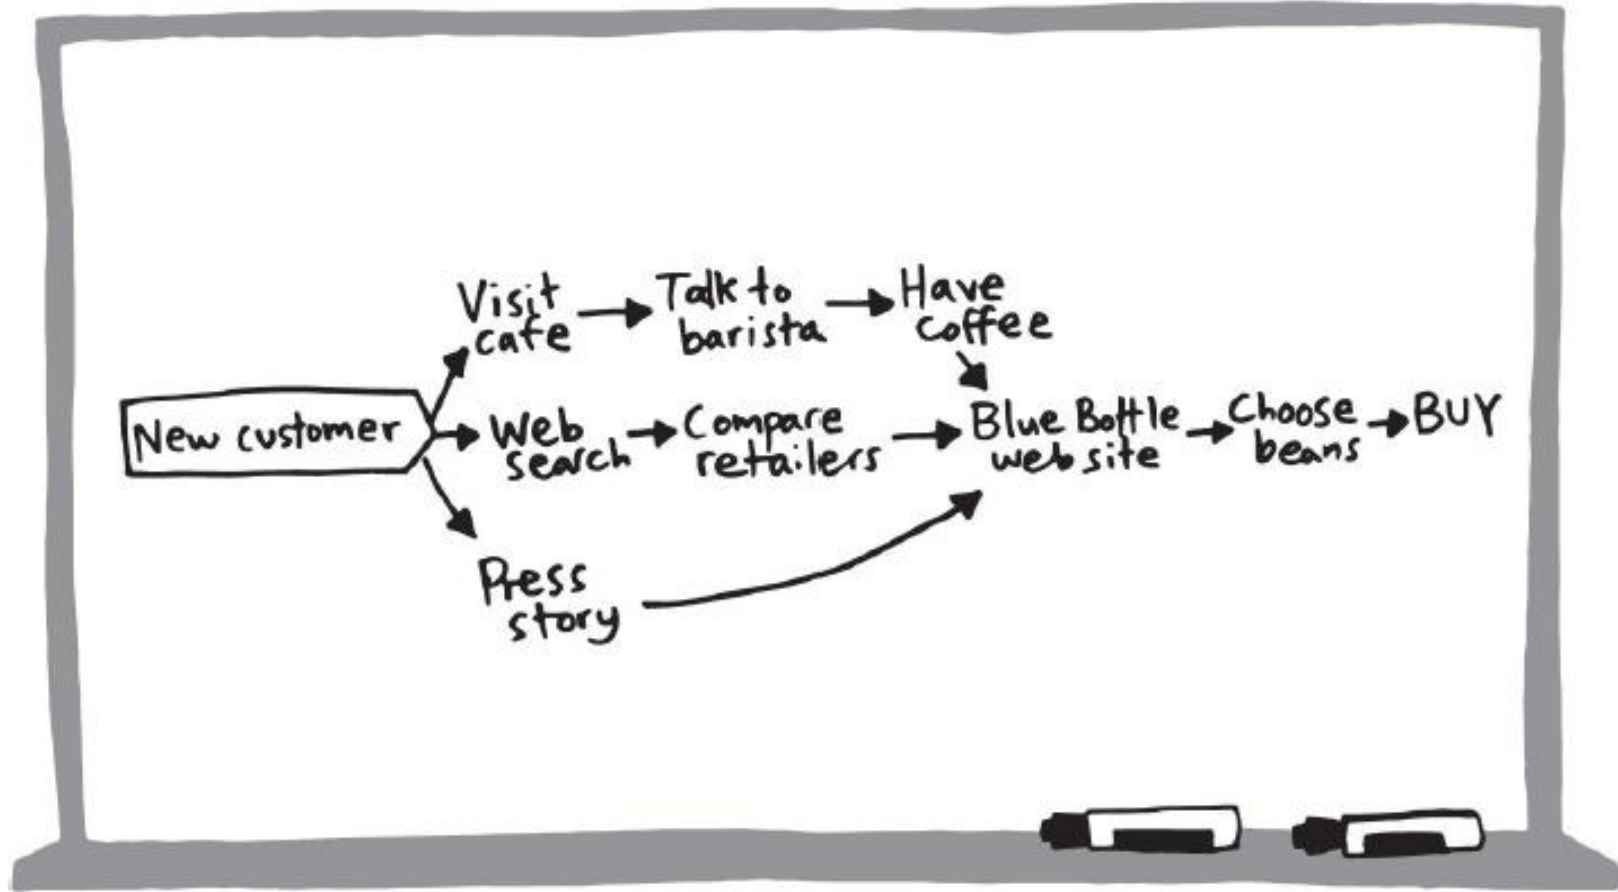 New customer
Visit
cafe
Talk to
barista
Have
coffee
Web
search
Compare
retailers
Blue Bottle
web site
Choose
beans
BUY
Press
story